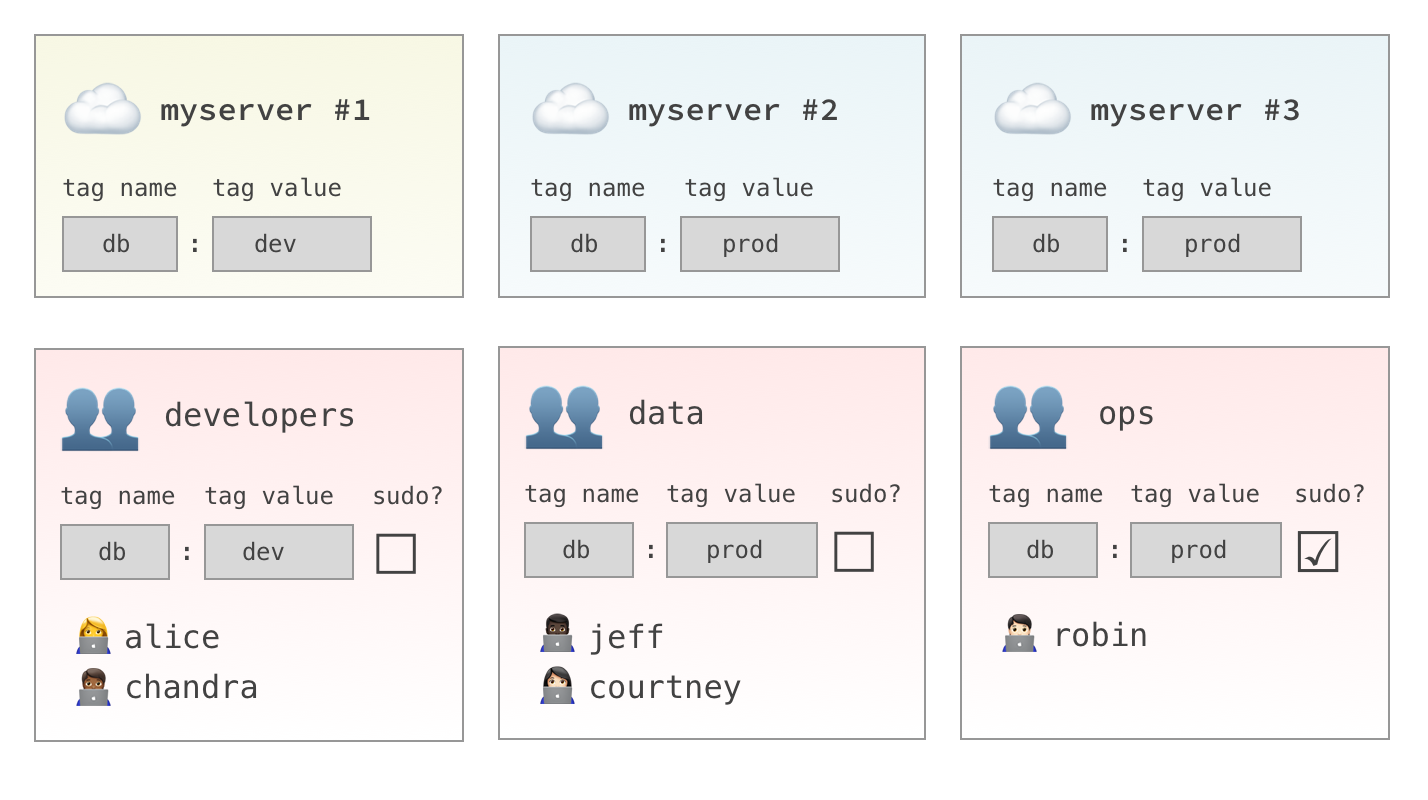 myserver #1
tag name tag value
db : dev
myserver #2
tag name tag value
db : prod
myserver #3
tag name tag value
db : prod
developers
tag name tag value sudo?
db : dev
alice
chandra
data
tag name tag value sudo?
db : prod
jeff
courtney
ops
tag name tag value sudo?
db : prod ☑
robin